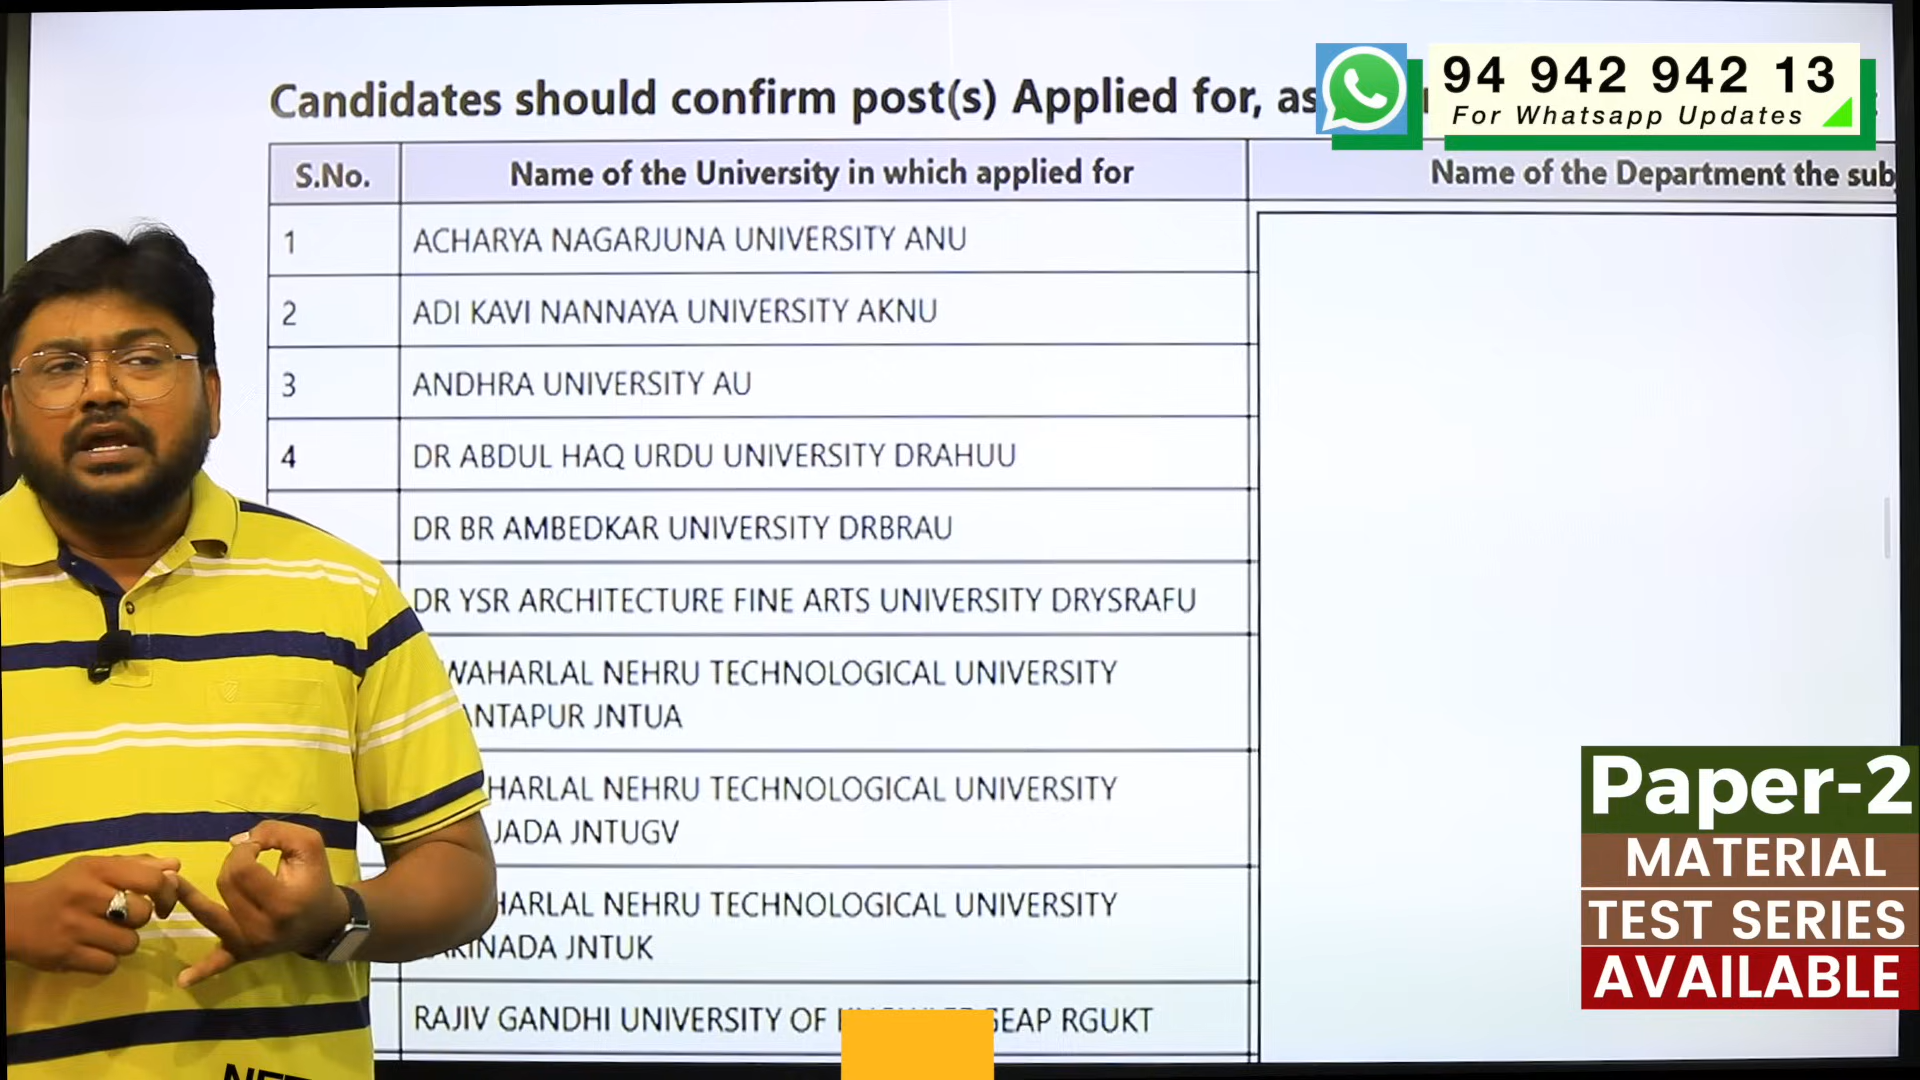 Candidates should confirm post(s) Applied for, as
94 942 942 13
For Whatsapp Updates
S.No.
Name of the University in which applied for
Name of the Department the sub
1
ACHARYA NAGARJUNA UNIVERSITY ANU
2
ADI KAVI NANNAYA UNIVERSITY AKNU
3
ANDHRA UNIVERSITY AU
4
DR ABDUL HAQ URDU UNIVERSITY DRAHUU
DR BR AMBEDKAR UNIVERSITY DRBRAU
DR YSR ARCHITECTURE FINE ARTS UNIVERSITY DRYSRAFU
WAHARLAL NEHRU TECHNOLOGICAL UNIVERSITY
ANTAPUR JNTUA
HARLAL NEHRU TECHNOLOGICAL UNIVERSITY
JADA JNTUGV
HARLAL NEHRU TECHNOLOGICAL UNIVERSITY
KINADA JNTUK
RAJIV GANDHI UNIVERSITY OF EAP RGUKT
Paper-2
MATERIAL
TEST SERIES
AVAILABLE